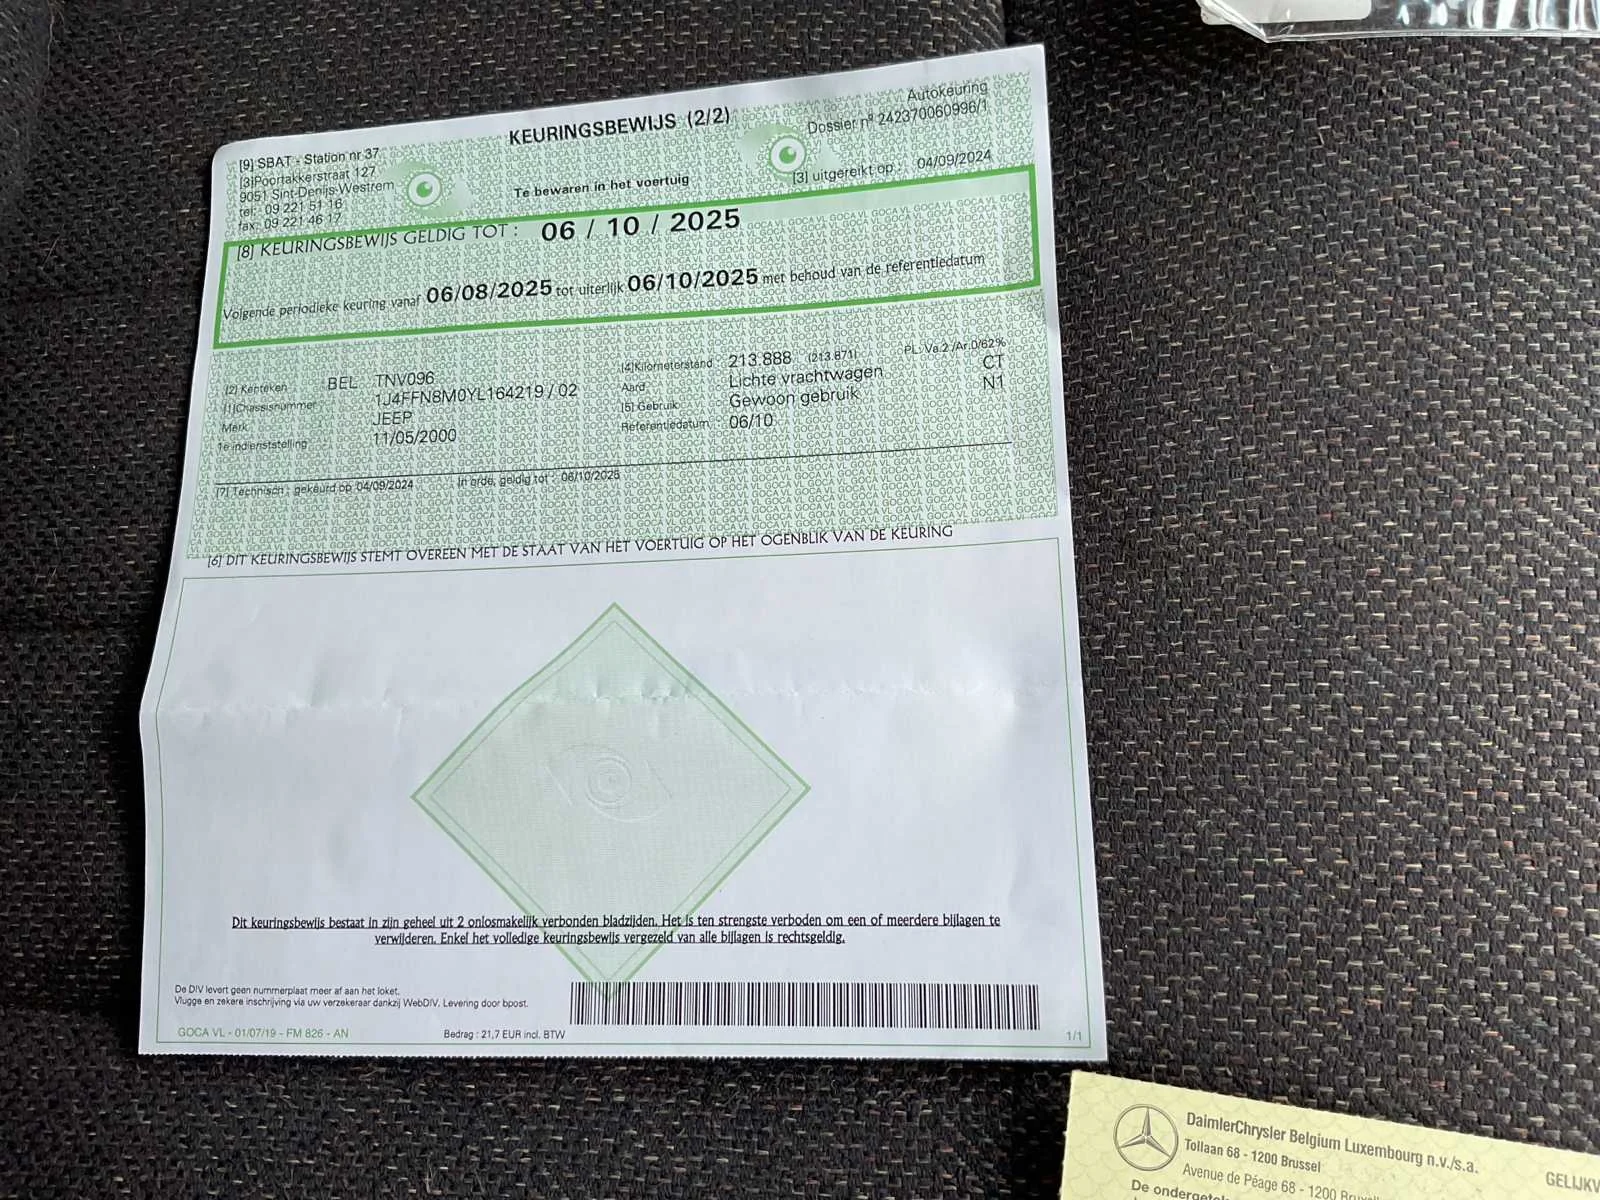 KEURINGSBEWIJS (2/2)
Autokeuring
Dossier nº 242370060996/1
[9] SBAT - Station nr 37
[3]Poortakkerstraat 127
9051 Sint-Denijs-Westrem
tel: 09 221 51 16
fax: 09 221 46 17
Te bewaren in het voertuig
[3] uitgereikt op : 04/09/2024
[8] KEURINGSBEWIJS GELDIG TOT : 06 / 10 / 2025
Volgende periodieke keuring vanaf 06/08/2025 tot uiterlijk 06/10/2025 met behoud van de referentiedatum
[2] Kenteken BEL TNV096
[1]Chassisnummer 1J4FFN8M0YL164219 / 02
Merk JEEP
1e indienststelling 11/05/2000
[4]Kilometerstand 213.888 (213.871) PL: Va.2 /Ar.0/62%
Aard Lichte vrachtwagen CT
[5] Gebruik Gewoon gebruik N1
Referentiedatum 06/10
[7] Technisch : gekeurd op 04/09/2024 In orde, geldig tot : 06/10/2025
[6] DIT KEURINGSBEWIJS STEMT OVEREEN MET DE STAAT VAN HET VOERTUIG OP HET OGENBLIK VAN DE KEURING
Dit keuringsbewijs bestaat in zijn geheel uit 2 onlosmakelijk verbonden bladzijden. Het is ten strengste verboden om een of meerdere bijlagen te
verwijderen. Enkel het volledige keuringsbewijs vergezeld van alle bijlagen is rechtsgeldig.
De DIV levert geen nummerplaat meer af aan het loket.
Vlugge en zekere inschrijving via uw verzekeraar dankzij WebDIV. Levering door bpost.
GOCA VL - 01/07/19 - FM 826 - AN
Bedrag : 21,7 EUR incl. BTW
1/1
DaimlerChrysler Belgium Luxembourg n.v./s.a.
Tollaan 68 - 1200 Brussel
Avenue de Péage 68 - 1200
De